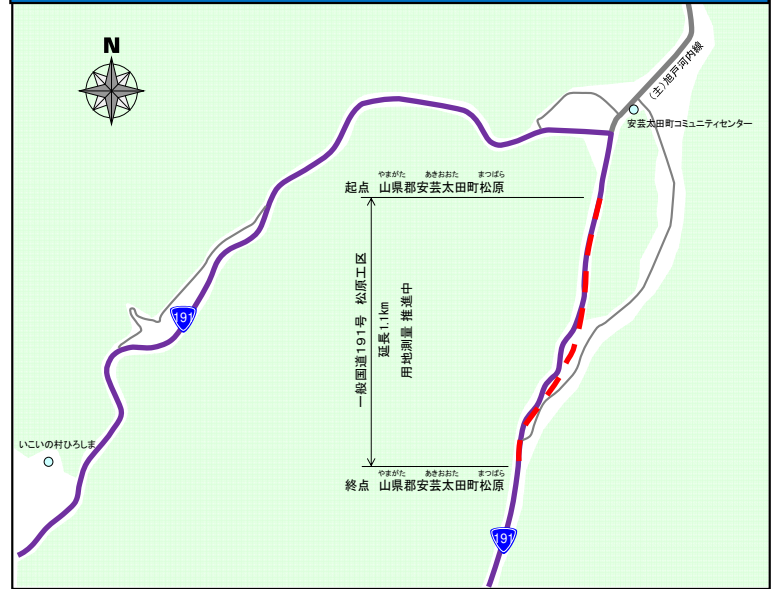 N
(主)旭戸河内線
安芸太田町コミュニティセンター
やまがた あきおおた まつばら
起点 山県郡安芸太田町松原
一般国道191号 松原工区
延長1.1km
用地測量 推進中
191
いこいの村ひろしま
やまがた あきおおた まつばら
終点 山県郡安芸太田町松原
191